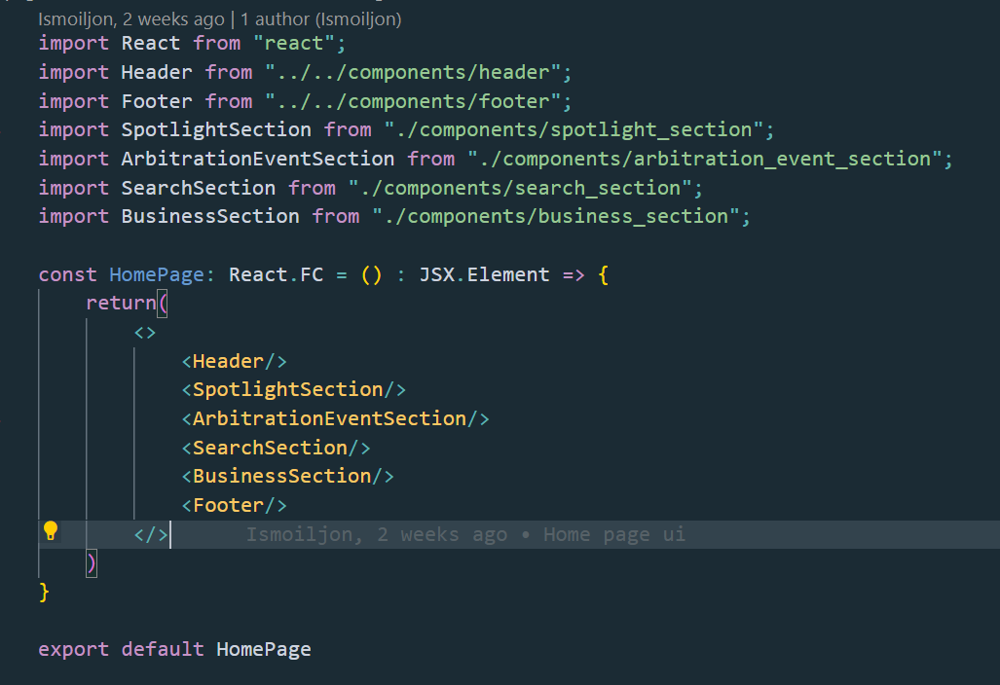 Ismoiljon, 2 weeks ago | 1 author (Ismoiljon)
import React from "react";
import Header from "../../components/header";
import Footer from "../../components/footer";
import SpotlightSection from "./components/spotlight_section";
import ArbitrationEventSection from "./components/arbitration_event_section";
import SearchSection from "./components/search_section";
import BusinessSection from "./components/business_section";
const HomePage: React.FC = () : JSX.Element => {
return(
<>
<Header/>
<SpotlightSection/>
<ArbitrationEventSection/>
<SearchSection/>
<BusinessSection/>
<Footer/>
</> Ismoiljon, 2 weeks ago • Home page ui
)
}
export default HomePage